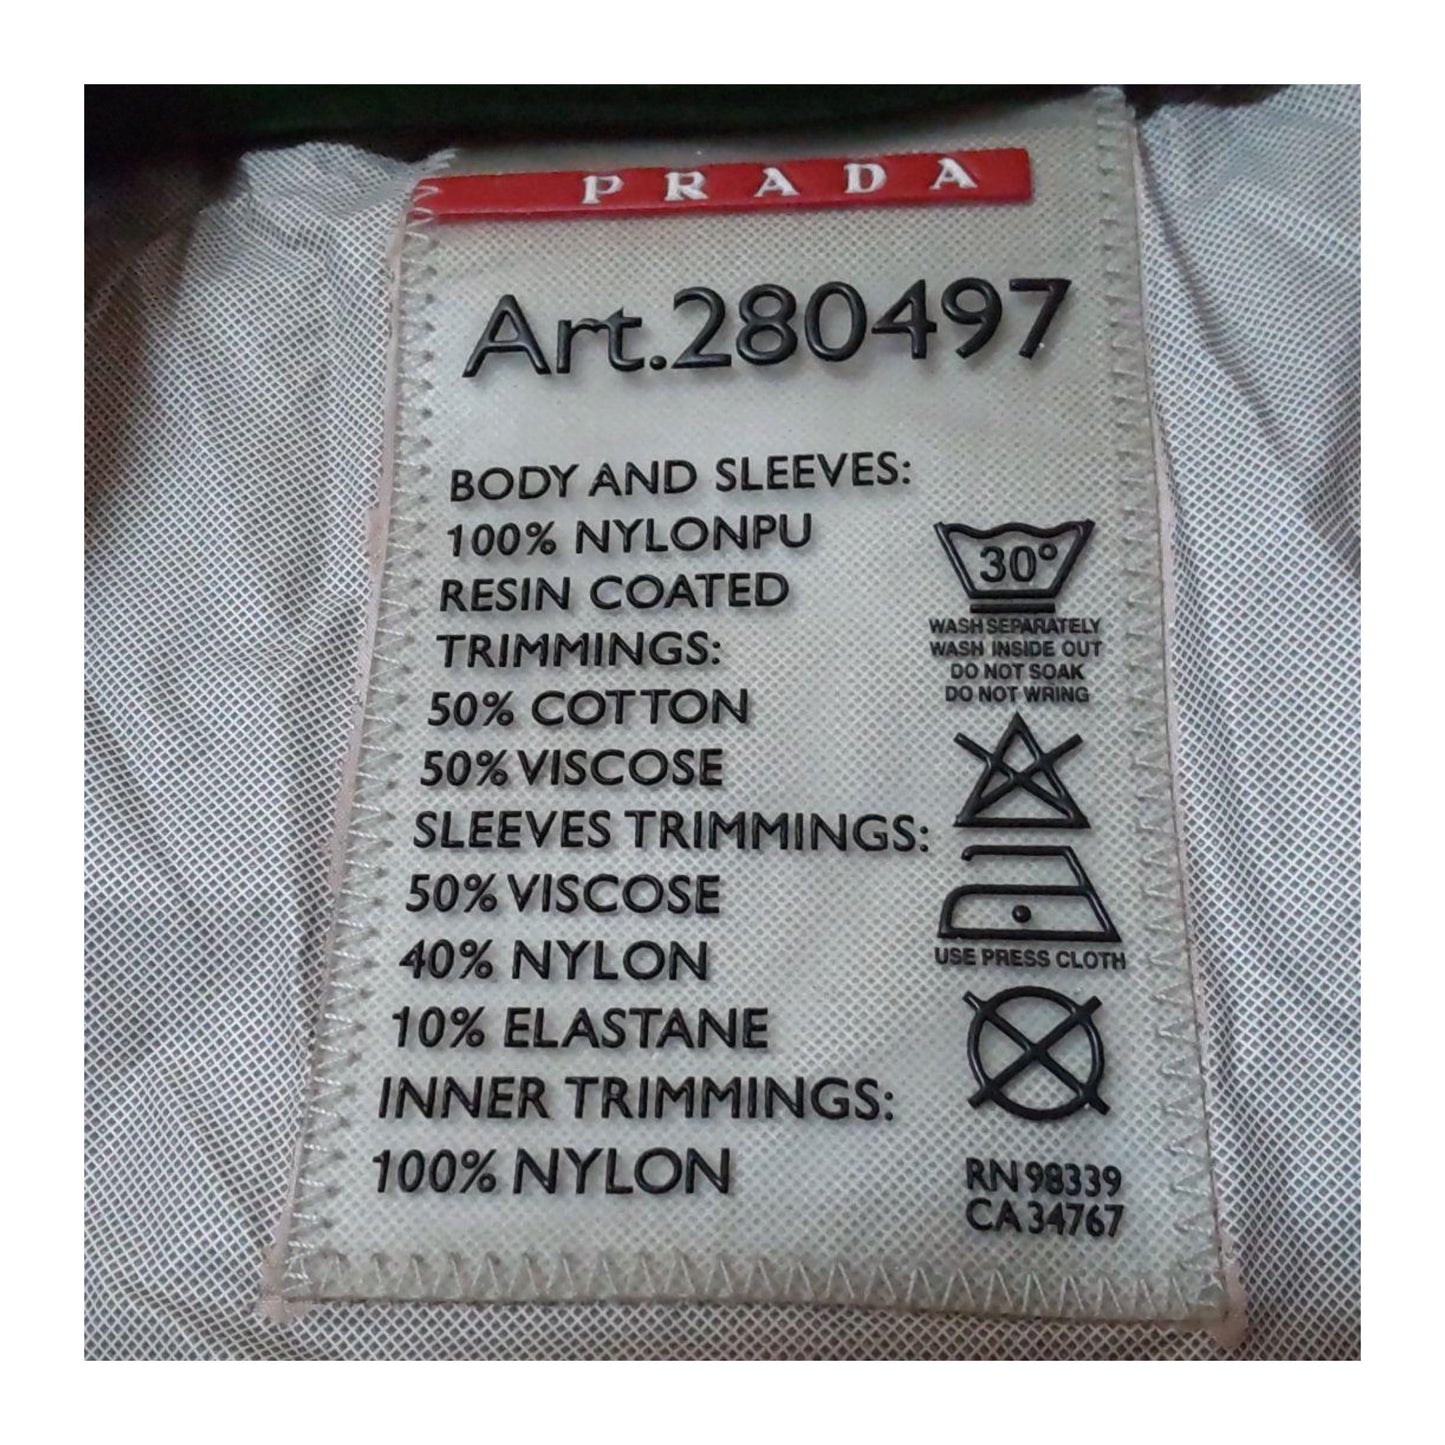 PRADA
Art.280497
BODY AND SLEEVES:
100% NYLONPU
RESIN COATED
TRIMMINGS:
50% COTTON
50% VISCOSE
SLEEVES TRIMMINGS:
50% VISCOSE
40% NYLON
10% ELASTANE
INNER TRIMMINGS:
100% NYLON
30°
WASH SEPARATELY
WASH INSIDE OUT
DO NOT SOAK
DO NOT WRING
USE PRESS CLOTH
RN 98339
CA 34767